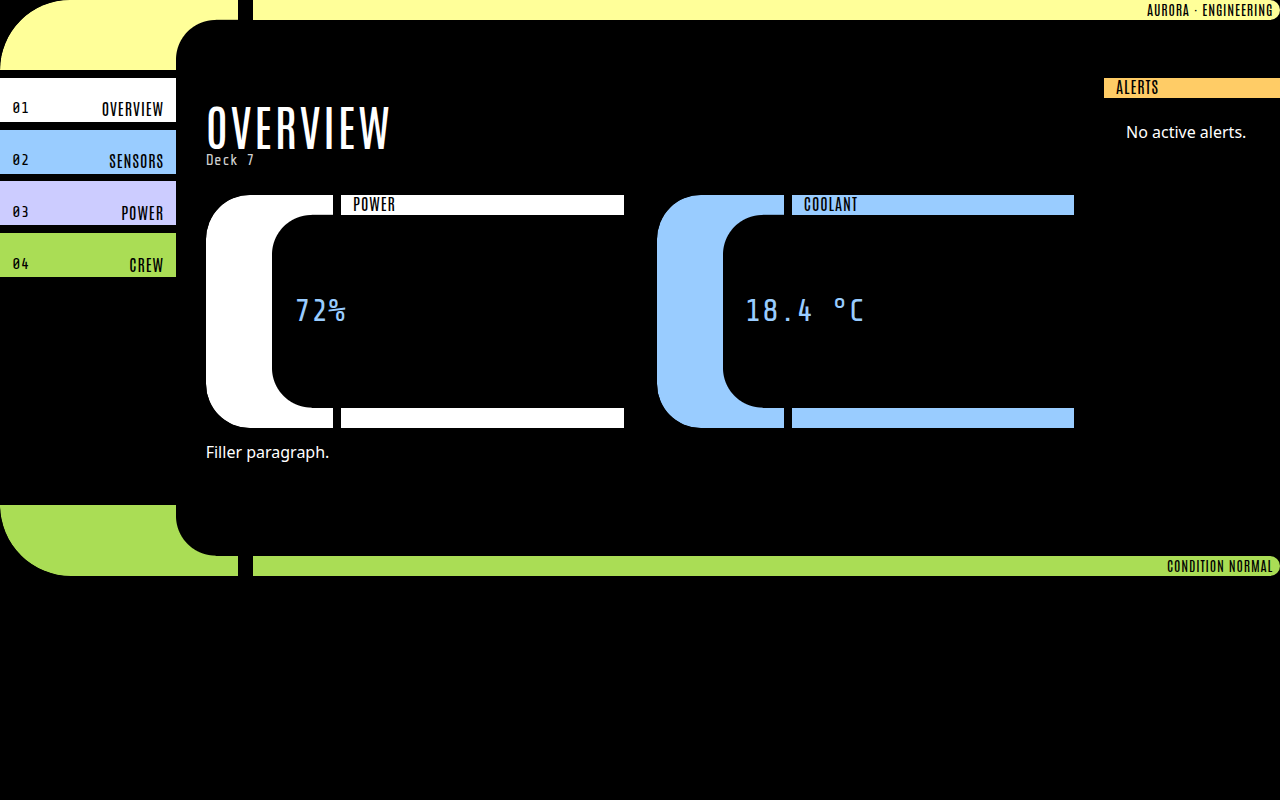 AURORA · ENGINEERING
01 OVERVIEW
02 SENSORS
03 POWER
04 CREW
OVERVIEW
Deck 7
POWER
72%
COOLANT
18.4 °C
Filler paragraph.
ALERTS
No active alerts.
CONDITION NORMAL